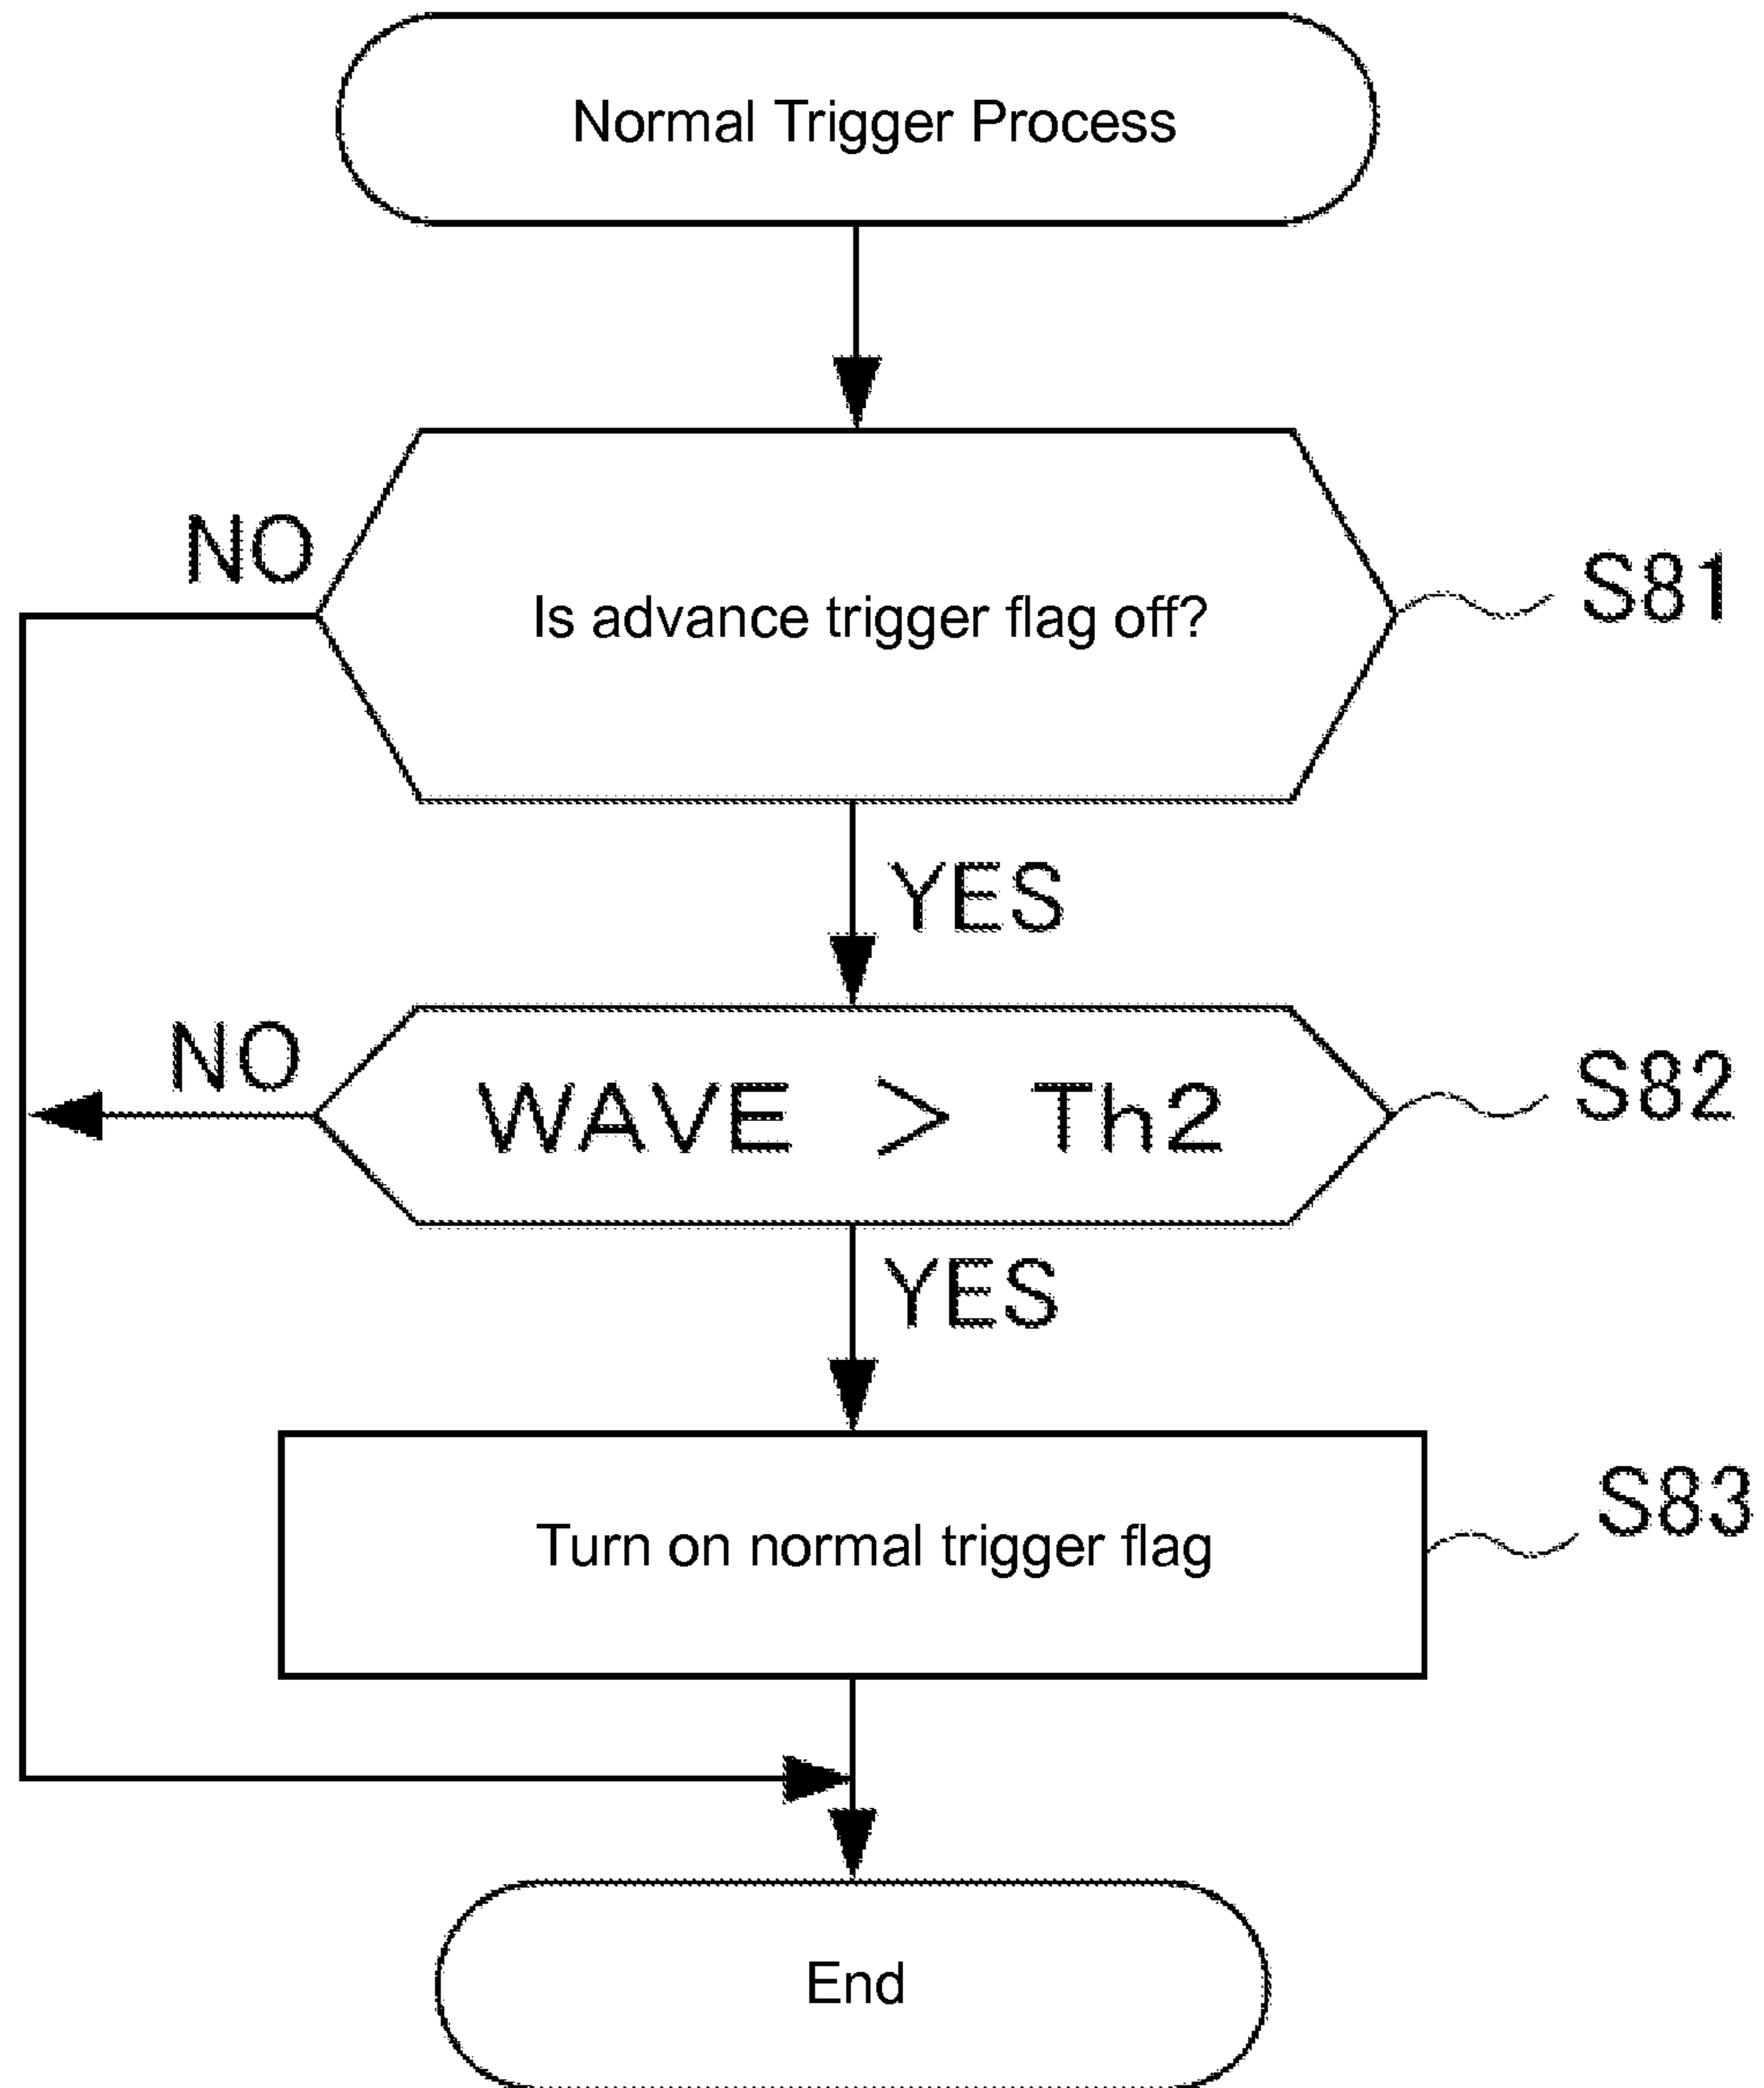 Normal Trigger Process
NO
Is advance trigger flag off?
S81
YES
NO
WAVE > Th2
S82
YES
Turn on normal trigger flag
S83
End